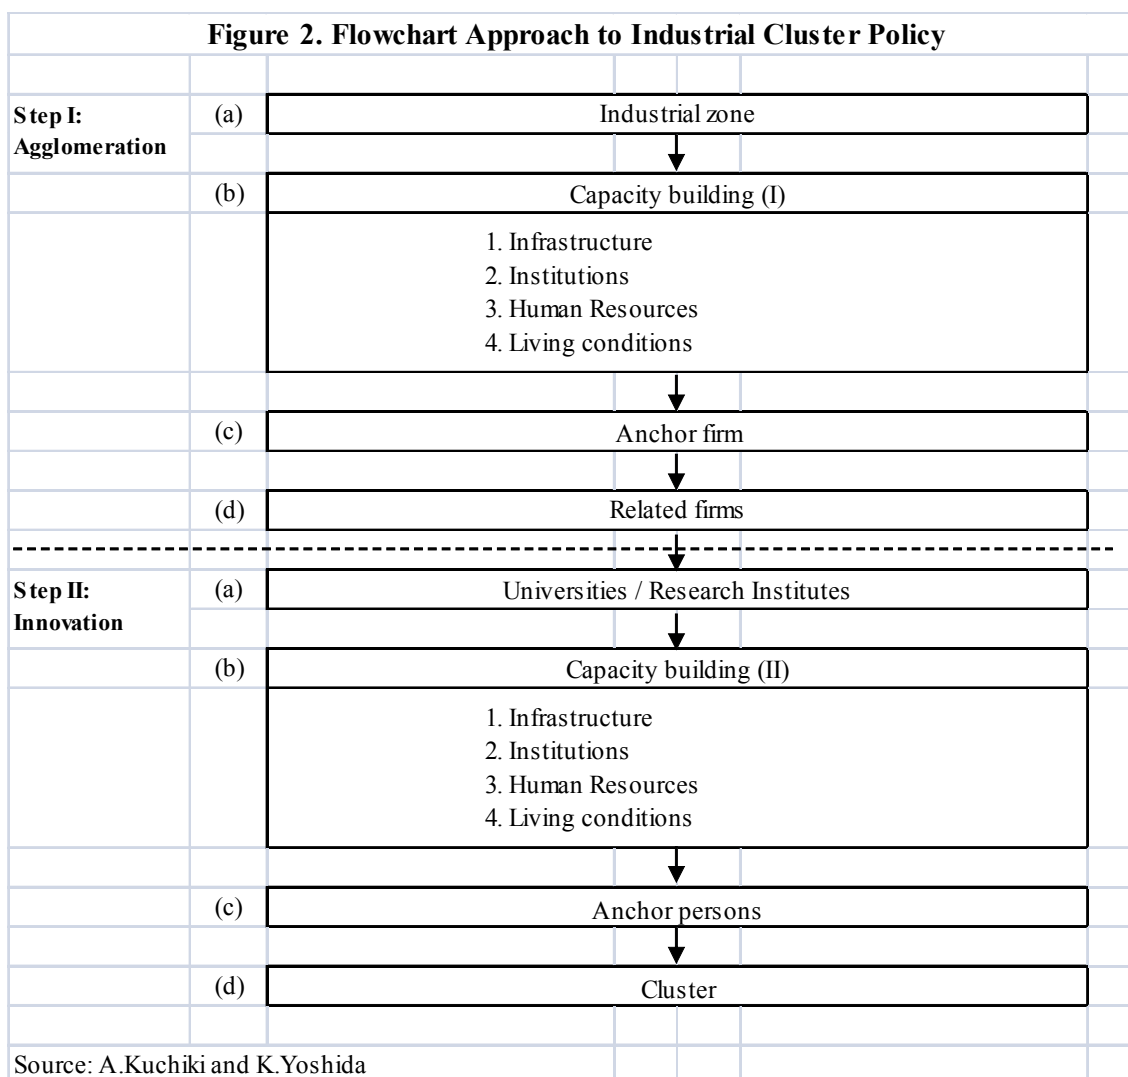 Figure 2. Flowchart Approach to Industrial Cluster Policy
Step I:
Agglomeration
(a)
Industrial zone
(b)
Capacity building (I)
1. Infrastructure
2. Institutions
3. Human Resources
4. Living conditions
(c)
Anchor firm
(d)
Related firms
Step II:
Innovation
(a)
Universities / Research Institutes
(b)
Capacity building (II)
1. Infrastructure
2. Institutions
3. Human Resources
4. Living conditions
(c)
Anchor persons
(d)
Cluster
Source: A.Kuchiki and K.Yoshida